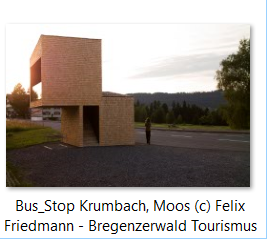 Bus_Stop Krumbach, Moos (c) Felix
Friedmann - Bregenzerwald Tourismus